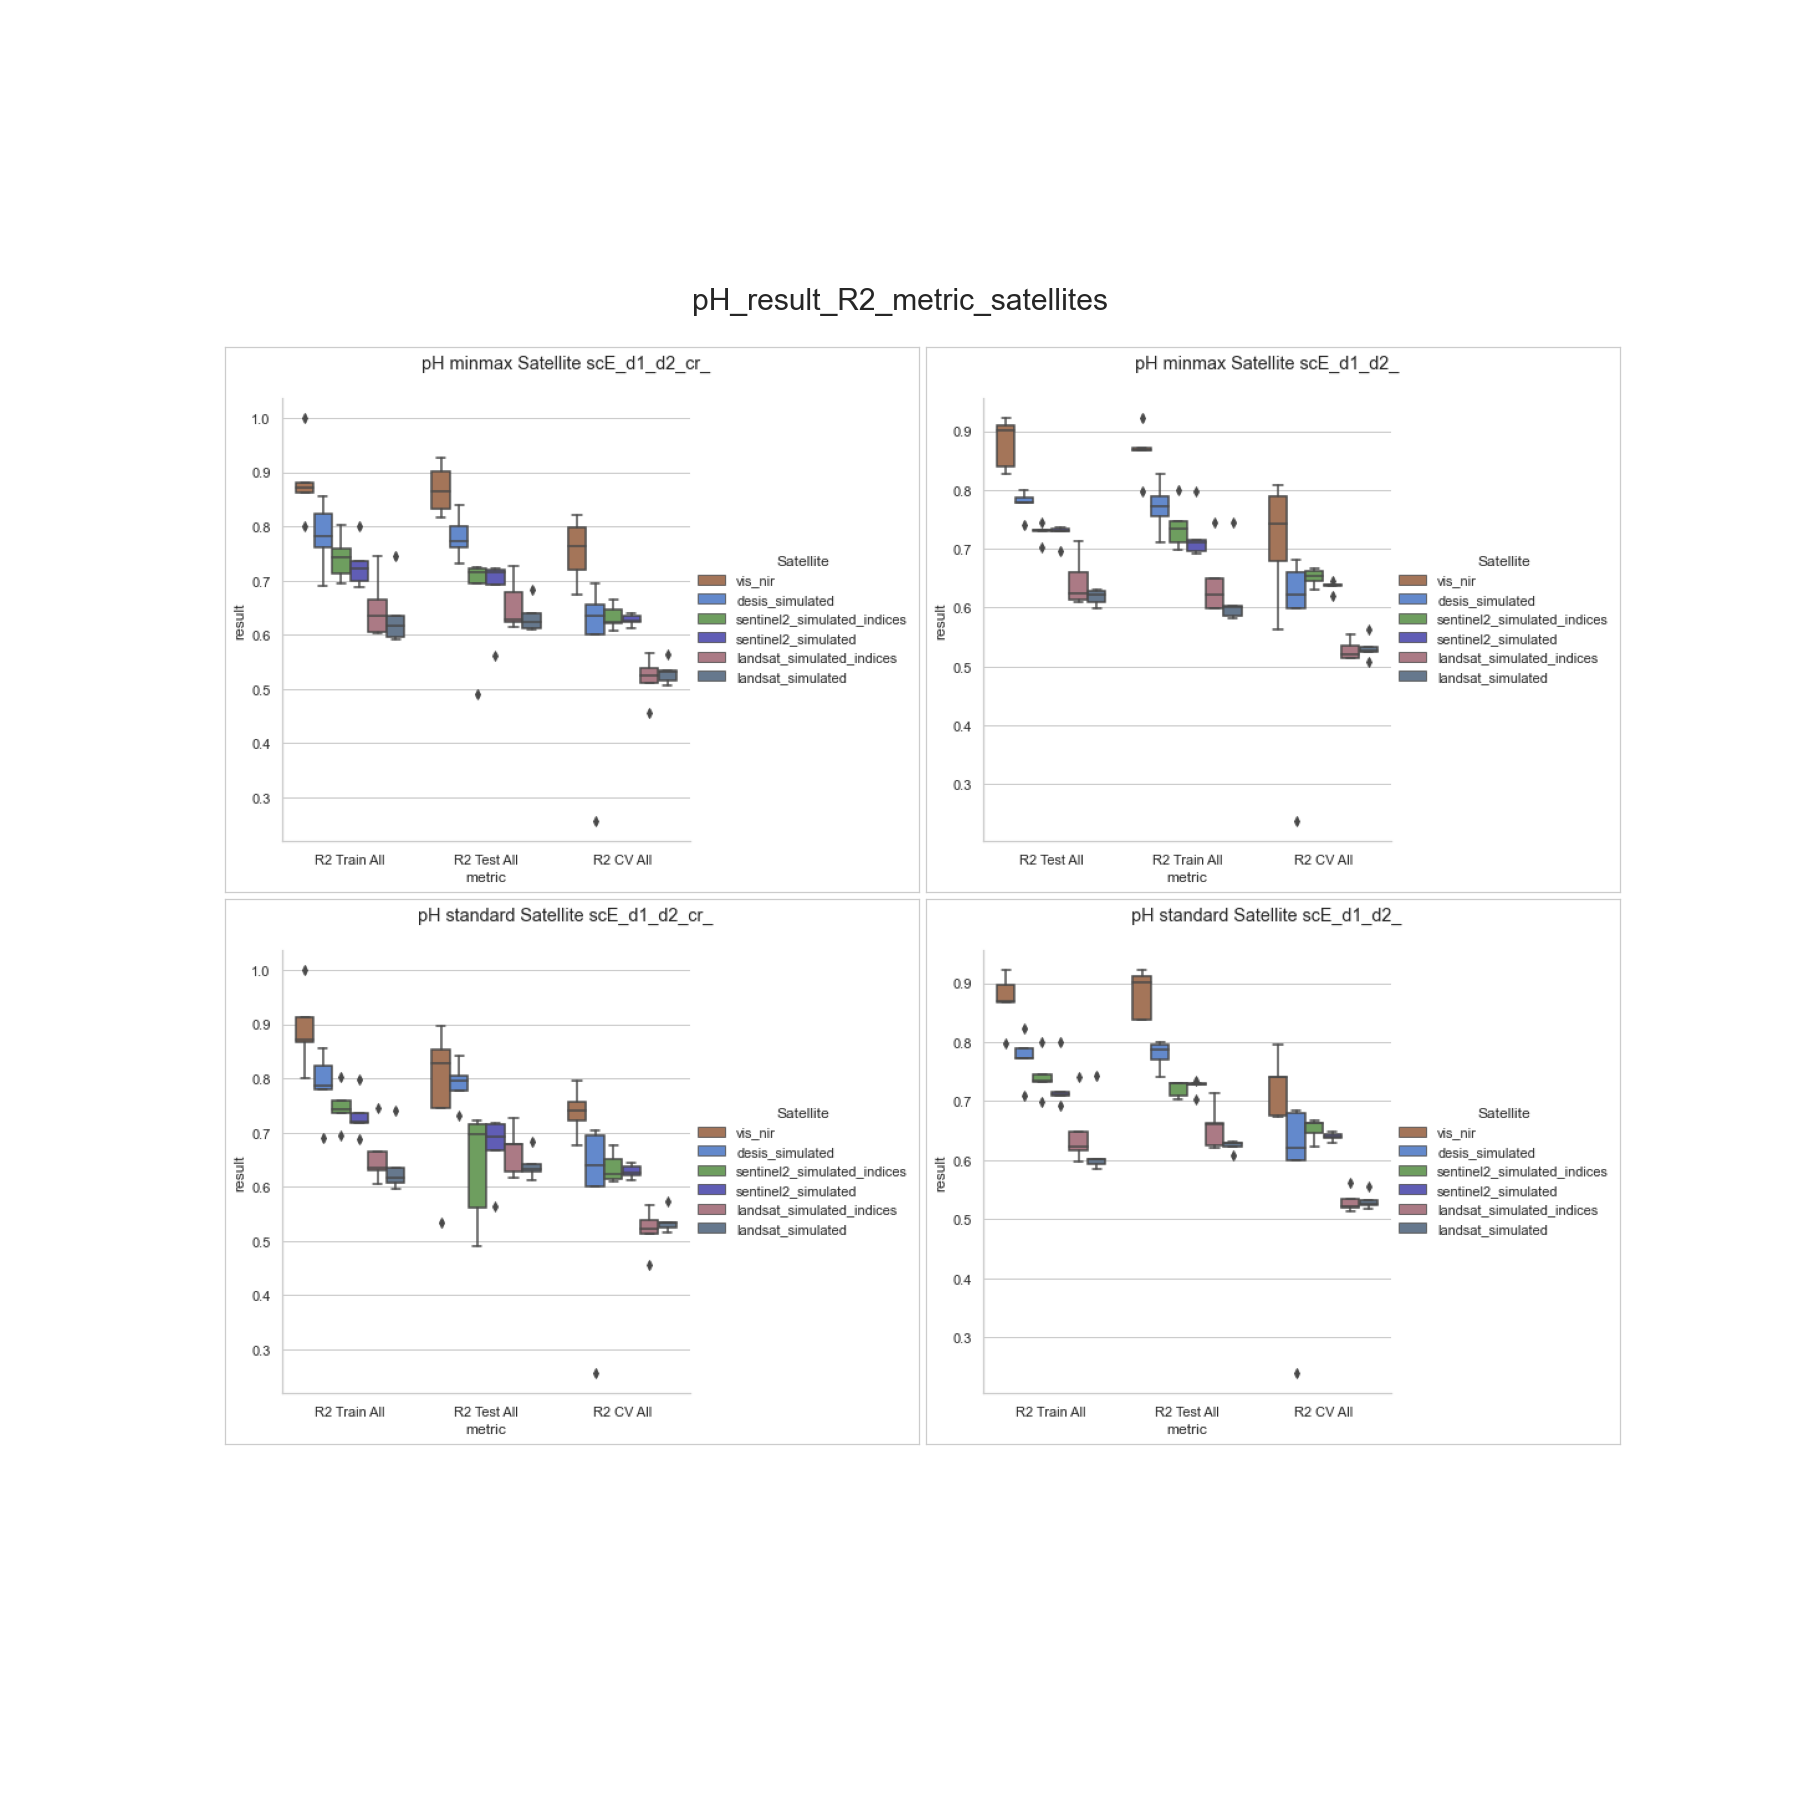 pH_result_R2_metric_satellites
pH minmax Satellite scE_d1_d2_cr_
1.0
0.9
0.8
0.7
0.6
0.5
0.4
0.3
result
R2 Train All R2 Test All R2 CV All
metric
Satellite
vis_nir
desis_simulated
sentinel2_simulated_indices
sentinel2_simulated
landsat_simulated_indices
landsat_simulated
pH minmax Satellite scE_d1_d2_
0.9
0.8
0.7
0.6
0.5
0.4
0.3
result
R2 Test All R2 Train All R2 CV All
metric
Satellite
vis_nir
desis_simulated
sentinel2_simulated_indices
sentinel2_simulated
landsat_simulated_indices
landsat_simulated
pH standard Satellite scE_d1_d2_cr_
1.0
0.9
0.8
0.7
0.6
0.5
0.4
0.3
result
R2 Train All R2 Test All R2 CV All
metric
Satellite
vis_nir
desis_simulated
sentinel2_simulated_indices
sentinel2_simulated
landsat_simulated_indices
landsat_simulated
pH standard Satellite scE_d1_d2_
0.9
0.8
0.7
0.6
0.5
0.4
0.3
result
R2 Train All R2 Test All R2 CV All
metric
Satellite
vis_nir
desis_simulated
sentinel2_simulated_indices
sentinel2_simulated
landsat_simulated_indices
landsat_simulated